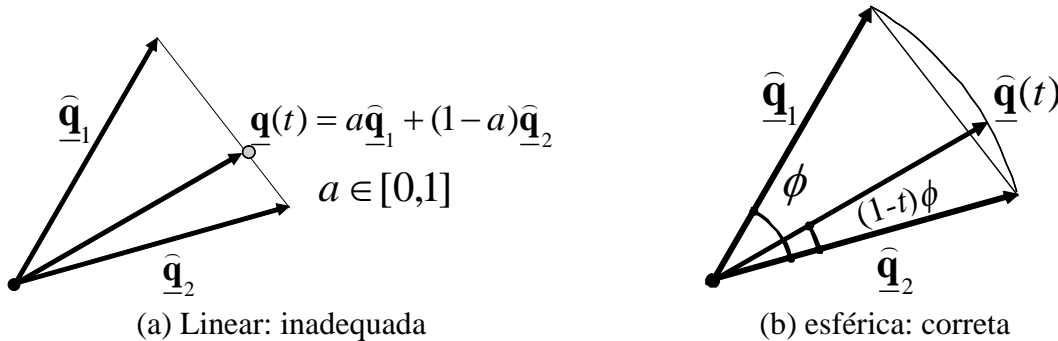 q̲̂₁
q̲(t) = aq̲̂₁ + (1 − a)q̲̂₂
a ∈ [0,1]
q̲̂₂
(a) Linear: inadequada
q̲̂₁
q̲̂(t)
ϕ
(1-t)ϕ
q̲̂₂
(b) esférica: correta